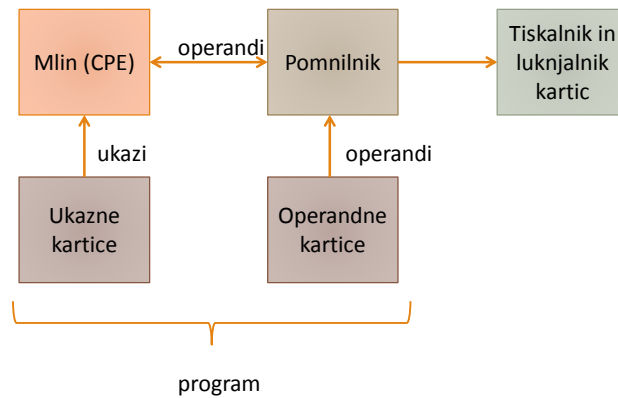 Mlin (CPE)
operandi
Pomnilnik
Tiskalnik in
luknjalnik
kartic
ukazi
operandi
Ukazne
kartice
Operandne
kartice
program